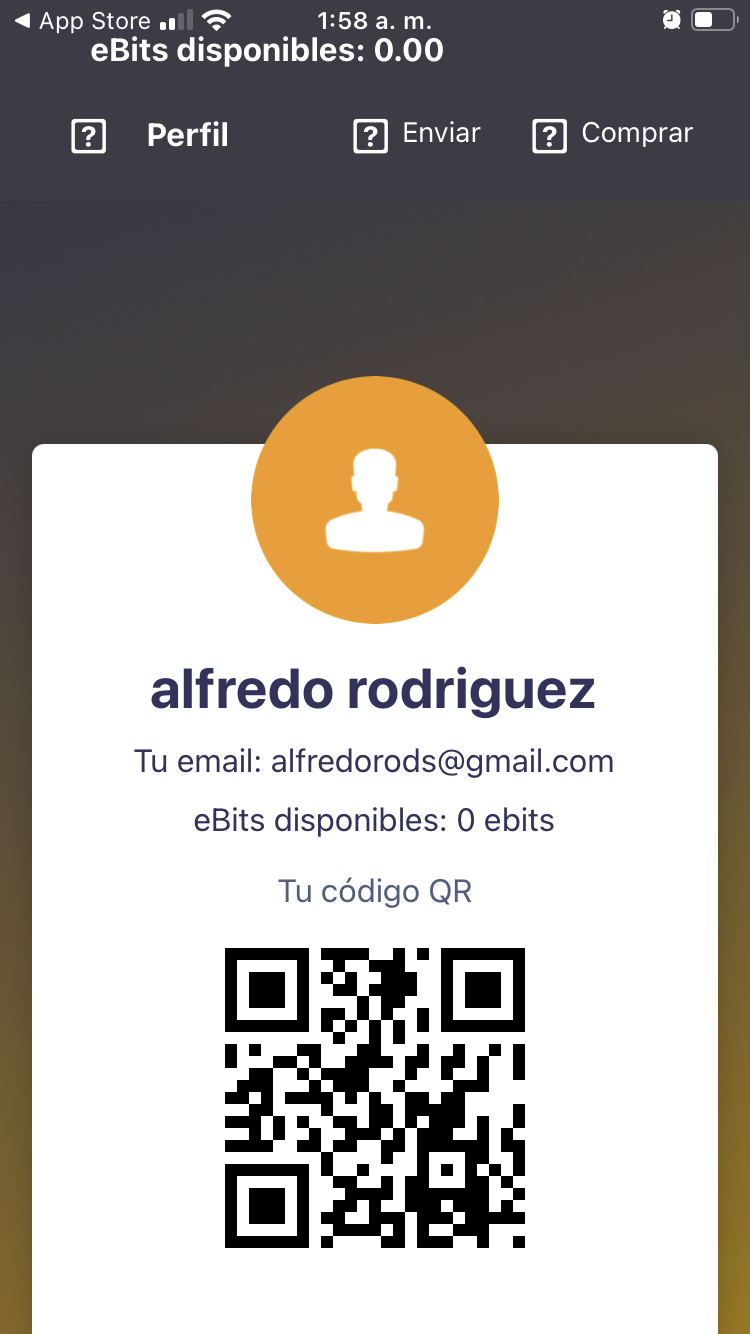 App Store 1:58 a. m.
eBits disponibles: 0.00
Perfil Enviar Comprar
alfredo rodriguez
Tu email: alfredorods@gmail.com
eBits disponibles: 0 ebits
Tu código QR